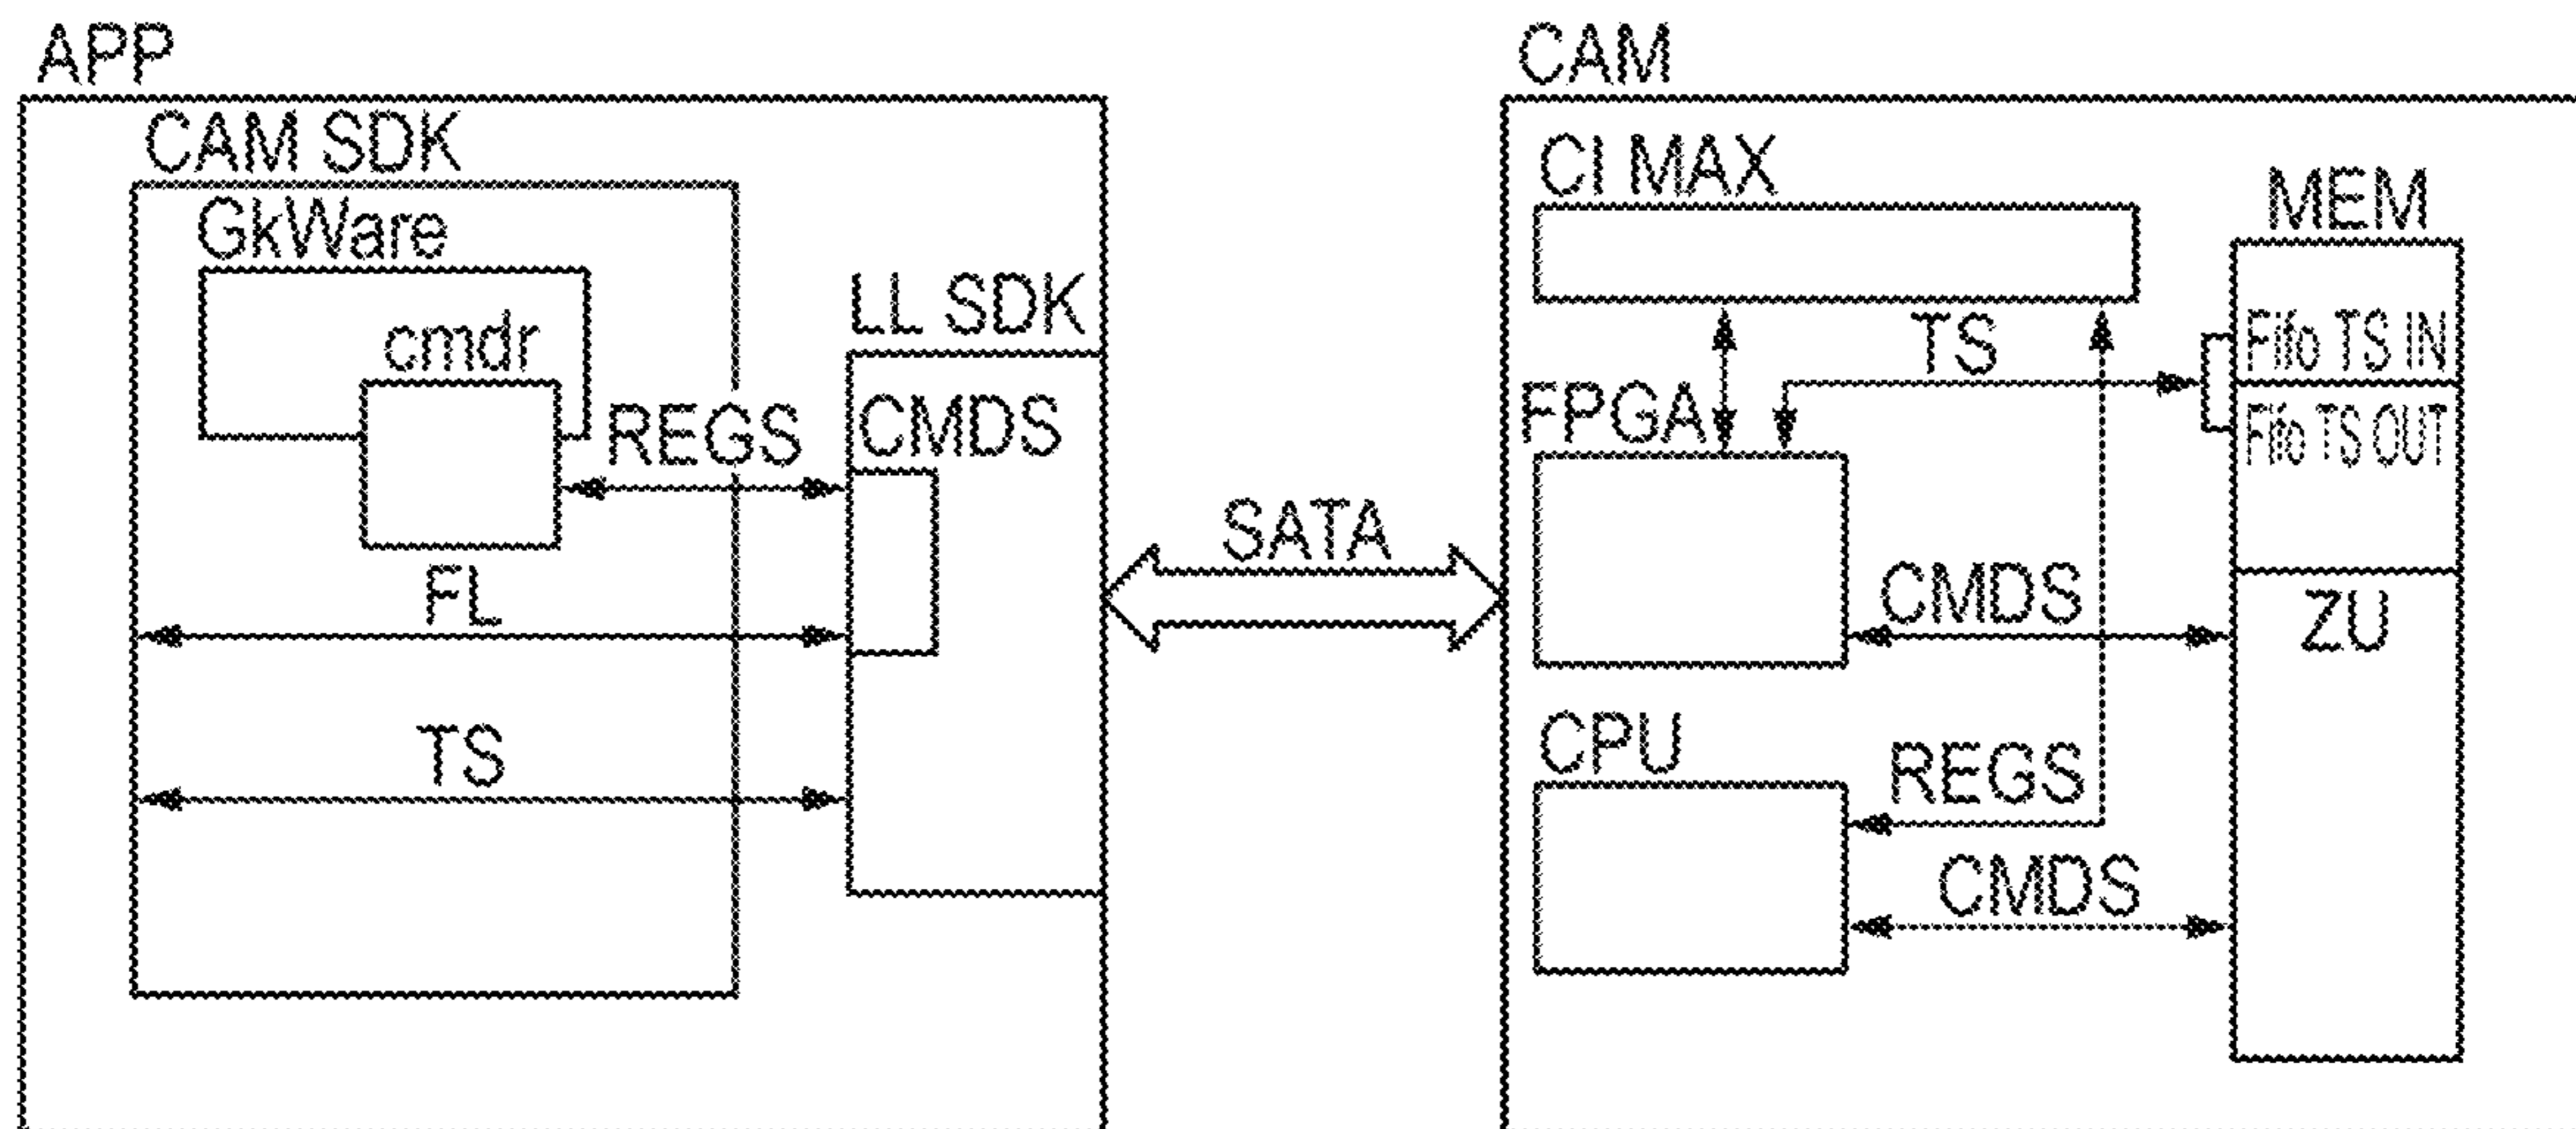 APP
CAM SDK
GkWare
cmdr
REGS
FL
TS
LL SDK
CMDS
SATA
CAM
CI MAX
MEM
TS
Fifo TS IN
FPGA
Fifo TS OUT
CMDS
ZU
CPU
REGS
CMDS